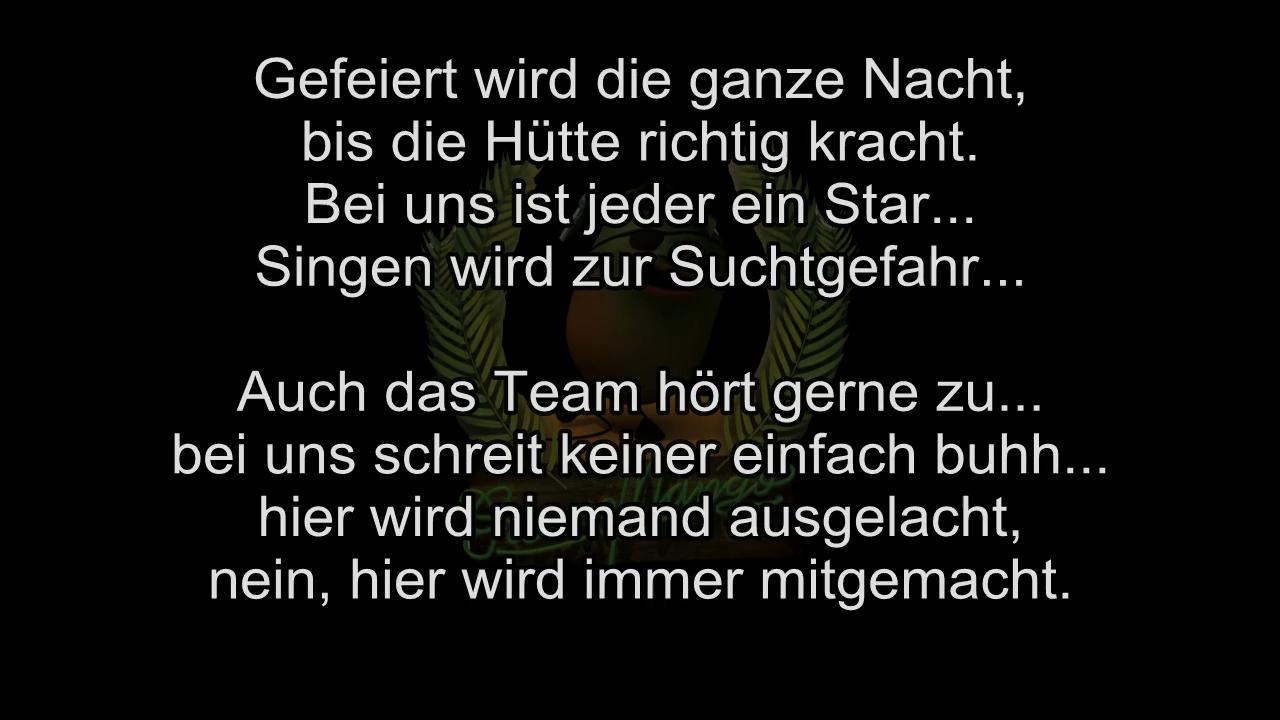 Gefeiert wird die ganze Nacht,
bis die Hütte richtig kracht.
Bei uns ist jeder ein Star...
Singen wird zur Suchtgefahr...
Auch das Team hört gerne zu...
bei uns schreit keiner einfach buhh...
hier wird niemand ausgelacht,
nein, hier wird immer mitgemacht.
Mango